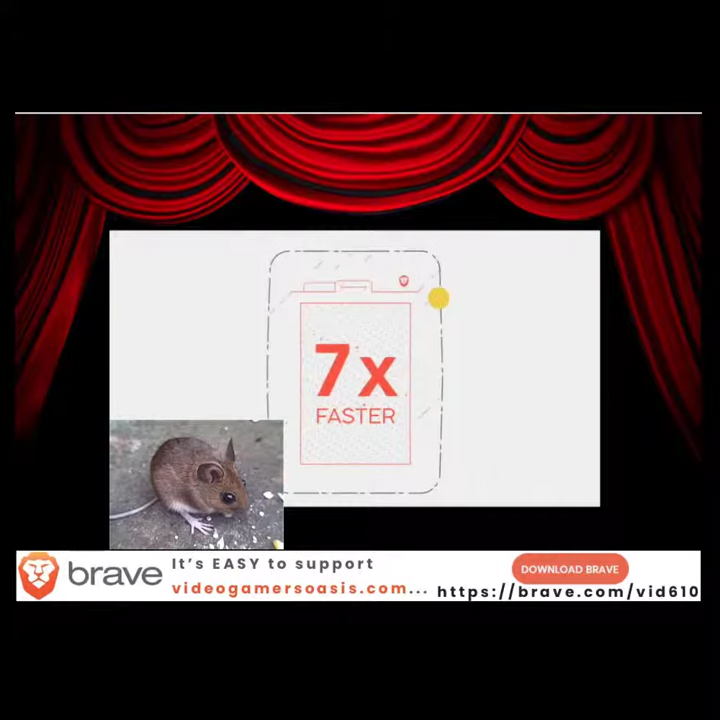 7x
FASTER
brave
It's EASY to support
videogamersoasis.com...
DOWNLOAD BRAVE
https://brave.com/vid610